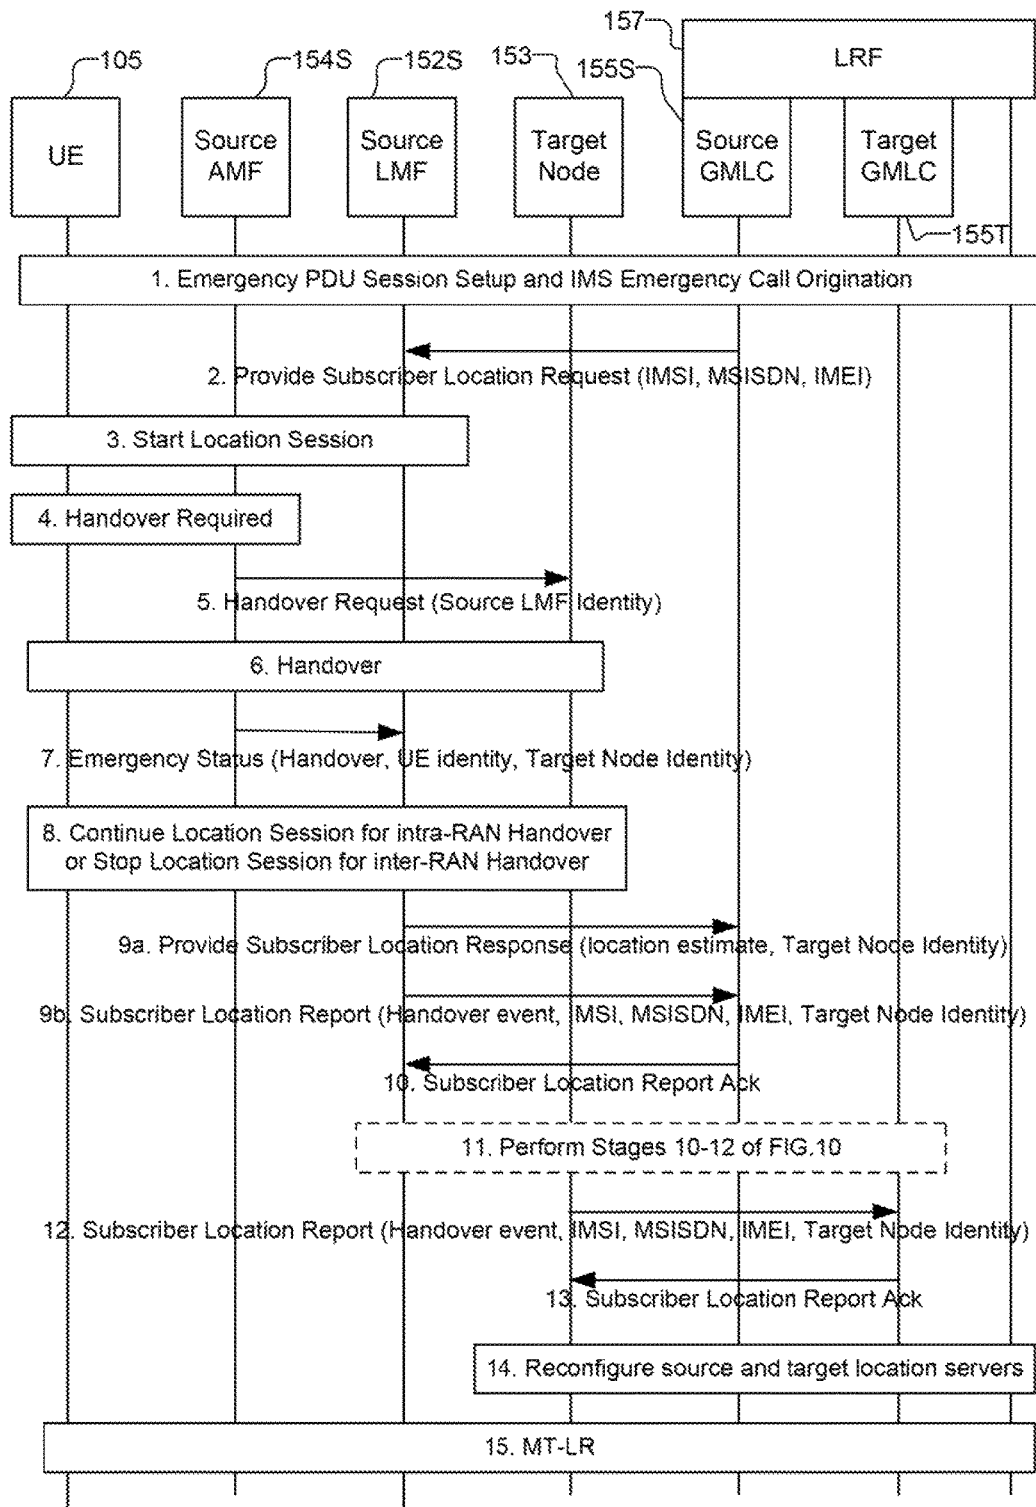 157
LRF
105
154S
152S
153
155S
UE
Source
AMF
Source
LMF
Target
Node
Source
GMLC
Target
GMLC
155T
1. Emergency PDU Session Setup and IMS Emergency Call Origination
2. Provide Subscriber Location Request (IMSI, MSISDN, IMEI)
3. Start Location Session
4. Handover Required
5. Handover Request (Source LMF Identity)
6. Handover
7. Emergency Status (Handover, UE identity, Target Node Identity)
8. Continue Location Session for intra-RAN Handover
or Stop Location Session for inter-RAN Handover
9a. Provide Subscriber Location Response (location estimate, Target Node Identity)
9b. Subscriber Location Report (Handover event, IMSI, MSISDN, IMEI, Target Node Identity)
10. Subscriber Location Report Ack
11. Perform Stages 10-12 of FIG.10
12. Subscriber Location Report (Handover event, IMSI, MSISDN, IMEI, Target Node Identity)
13. Subscriber Location Report Ack
14. Reconfigure source and target location servers
15. MT-LR